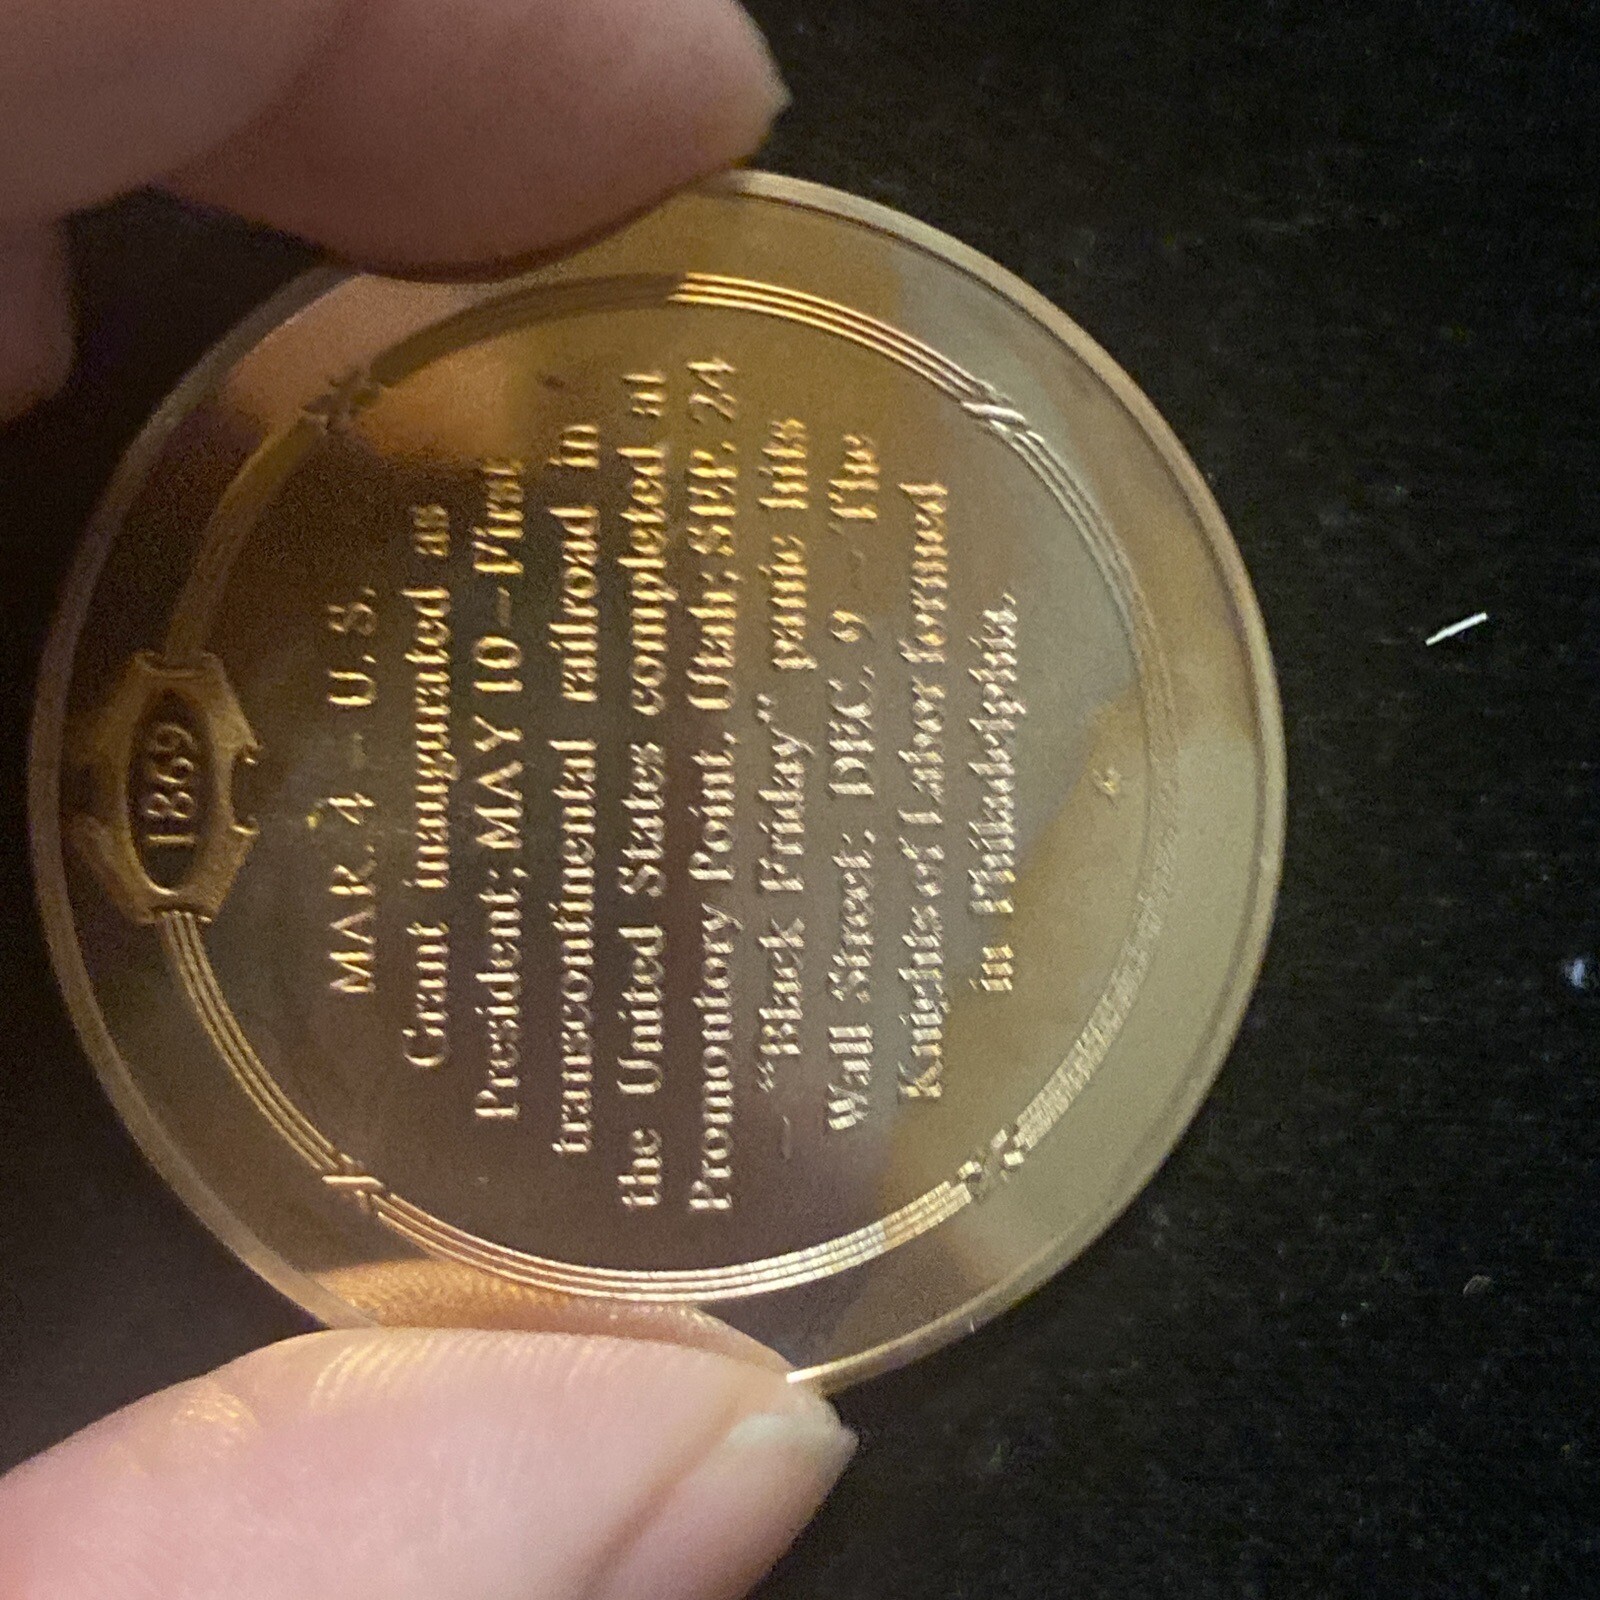 1869
MAR. 4 – U. S.
Grant inaugurated as
President; MAY 10 – First
transcontinental railroad in
the United States completed at
Promontory Point, Utah; SEP. 24
– "Black Friday" panic hits
Wall Street; DEC. 9 – The
Knights of Labor formed
in Philadelphia.